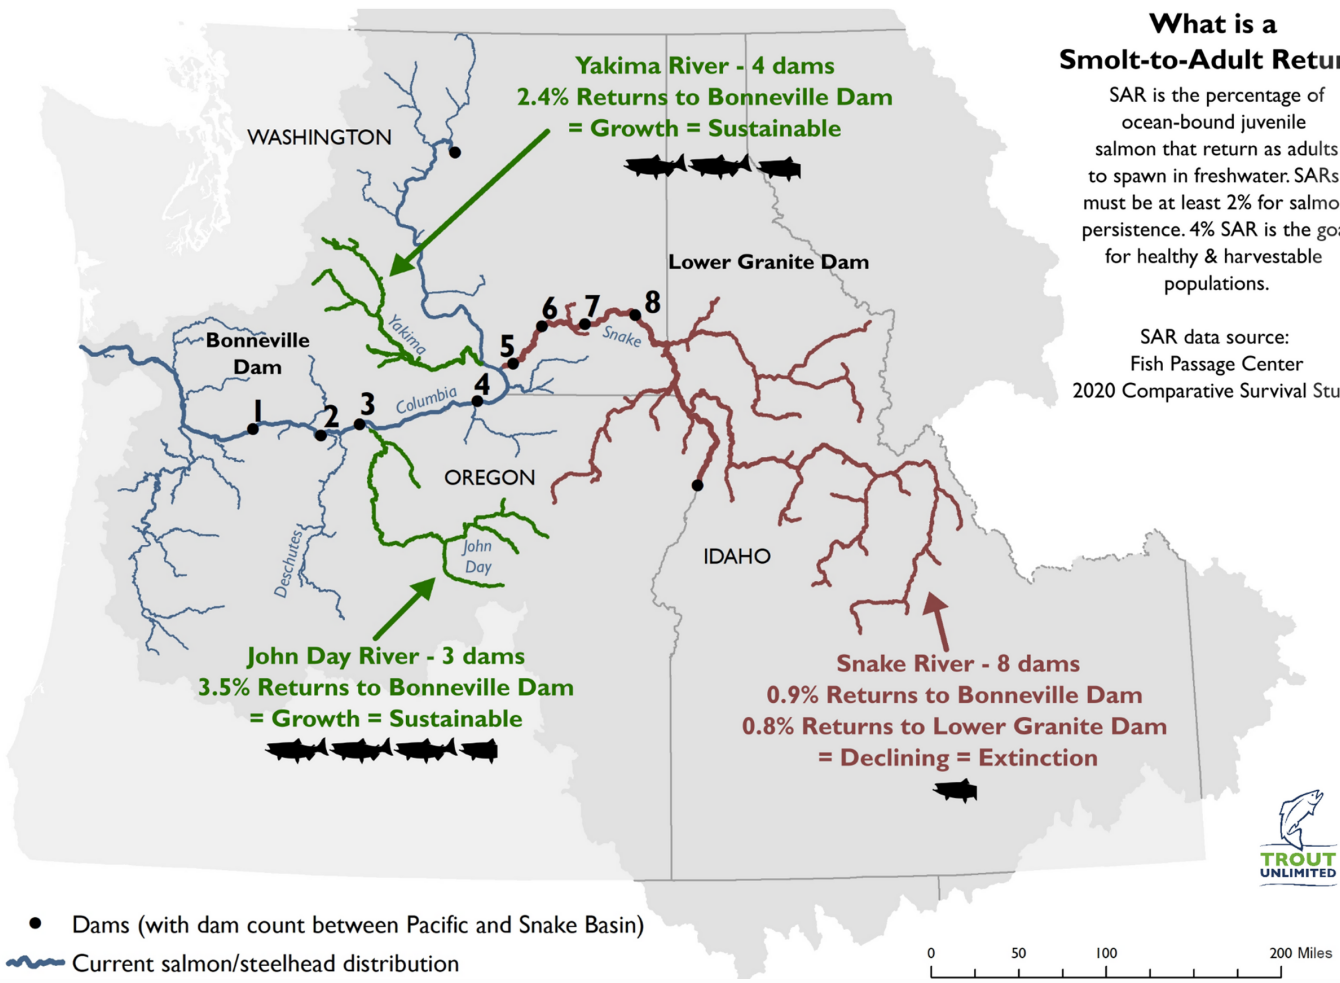 What is a
Smolt-to-Adult
SAR is the percentage of
ocean-bound juvenile
salmon that return as adults
to spawn in freshwater. SARs
must be at least 2% for
persistence. 4% SAR is the
for healthy & harvestable
populations.
SAR data source:
Fish Passage Center
2020 Comparative Survival
Yakima River - 4 dams
2.4% Returns to Bonneville Dam
= Growth = Sustainable
WASHINGTON
Lower Granite Dam
Bonneville
Dam
Yakima
Snake
Columbia
1
2
3
4
5
6
7
8
OREGON
IDAHO
Deschutes
John
Day
John Day River - 3 dams
3.5% Returns to Bonneville Dam
= Growth = Sustainable
Snake River - 8 dams
0.9% Returns to Bonneville Dam
0.8% Returns to Lower Granite Dam
= Declining = Extinction
TROUT
UNLIMITED
Dams (with dam count between Pacific and Snake Basin)
Current salmon/steelhead distribution
0 50 100 200 Miles